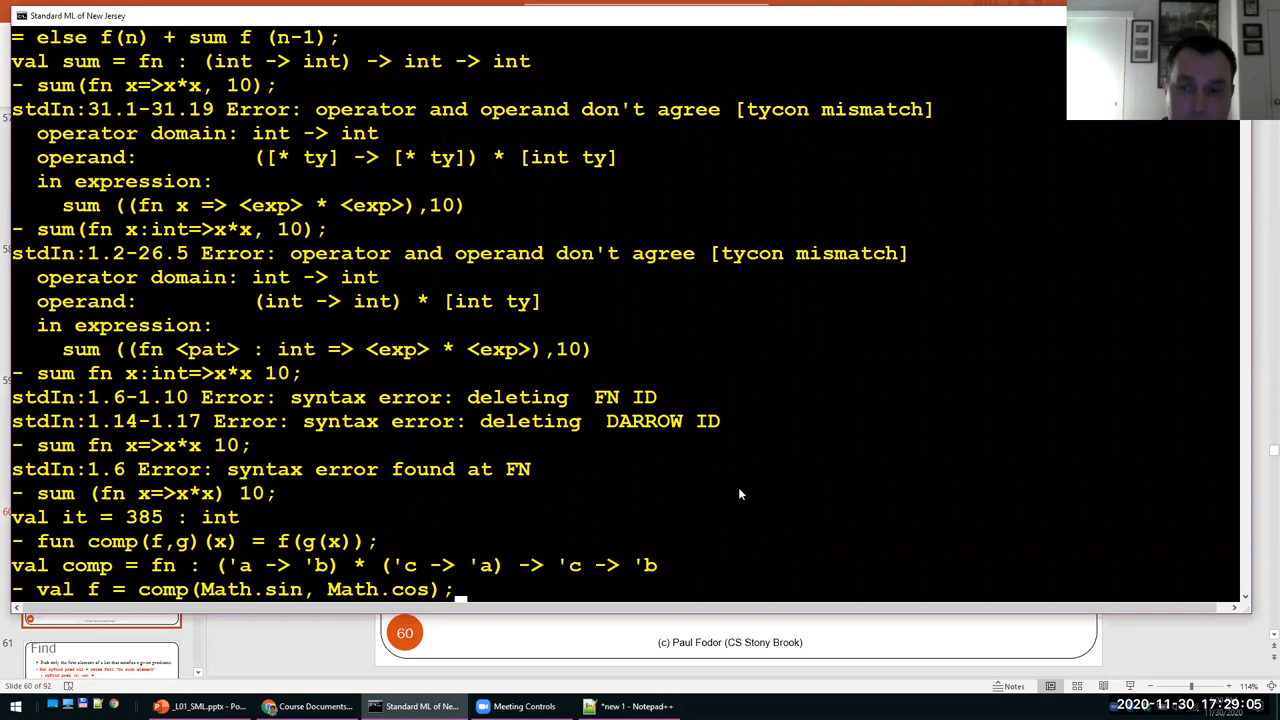 Standard ML of New Jersey
= else f(n) + sum f (n-1);
val sum = fn : (int -> int) -> int -> int
- sum(fn x=>x*x, 10);
stdIn:31.1-31.19 Error: operator and operand don't agree [tycon mismatch]
operator domain: int -> int
operand: ([* ty] -> [* ty]) * [int ty]
in expression:
sum ((fn x => <exp> * <exp>),10)
- sum(fn x:int=>x*x, 10);
stdIn:1.2-26.5 Error: operator and operand don't agree [tycon mismatch]
operator domain: int -> int
operand: (int -> int) * [int ty]
in expression:
sum ((fn <pat> : int => <exp> * <exp>),10)
- sum fn x:int=>x*x 10;
stdIn:1.6-1.10 Error: syntax error: deleting FN ID
stdIn:1.14-1.17 Error: syntax error: deleting DARROW ID
- sum fn x=>x*x 10;
stdIn:1.6 Error: syntax error found at FN
- sum (fn x=>x*x) 10;
val it = 385 : int
- fun comp(f,g)(x) = f(g(x));
val comp = fn : ('a -> 'b) * ('c -> 'a) -> 'c -> 'b
- val f = comp(Math.sin, Math.cos);
60
(c) Paul Fodor (CS Stony Brook)
61
Find
Slide 60 of 92
Notes
114%
_L01_SML.pptx - Po...
Course Documents...
Standard ML of Ne...
Meeting Controls
*new 1 - Notepad++
2020-11-30 17:29:05